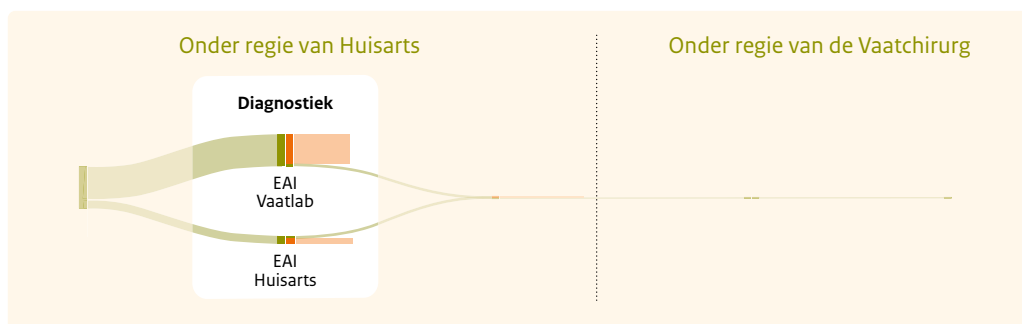 Onder regie van Huisarts
Onder regie van de Vaatchirurg
Diagnostiek
EAI
Vaatlab
EAI
Huisarts